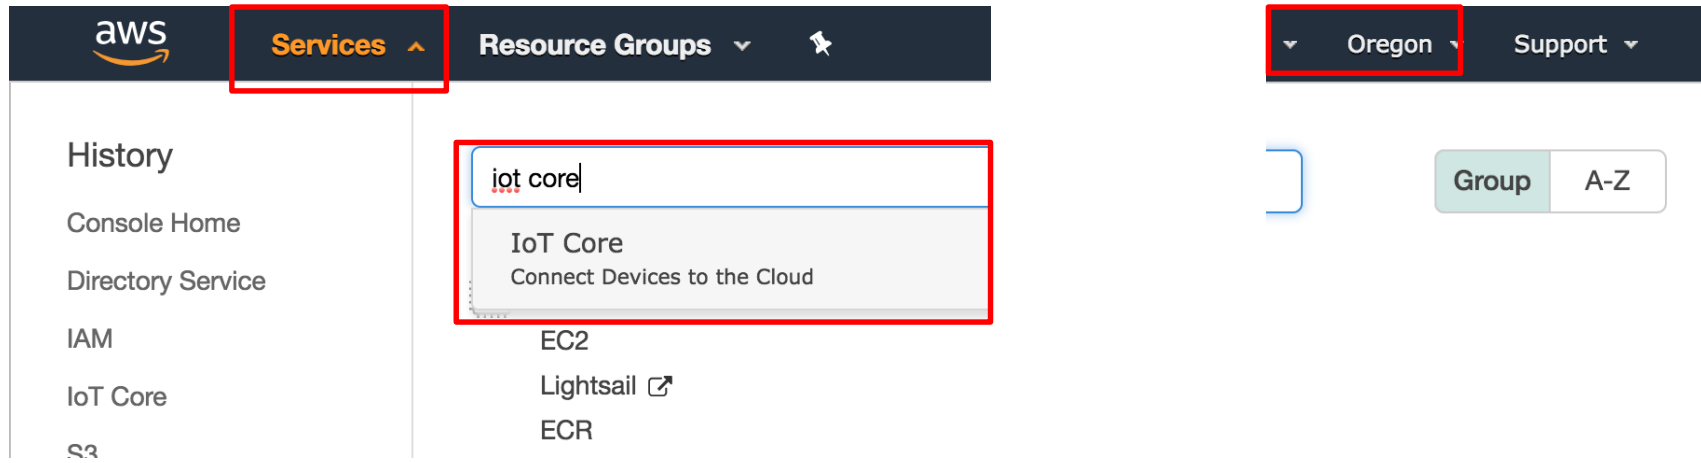 aws Services Resource Groups Oregon Support
History
Console Home
Directory Service
IAM
IoT Core
S3
iot core
IoT Core
Connect Devices to the Cloud
EC2
Lightsail
ECR
Group A-Z